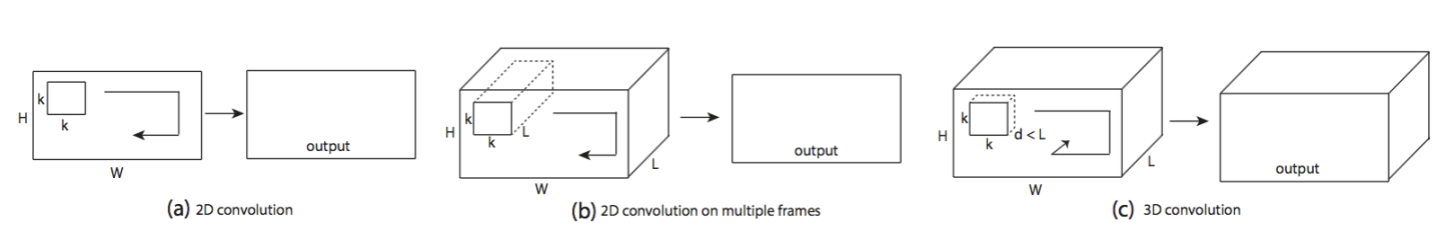 k
H
k
W
output
(a) 2D convolution
k
H
k
L
L
W
output
(b) 2D convolution on multiple frames
k
H
k
d < L
L
W
output
(c) 3D convolution